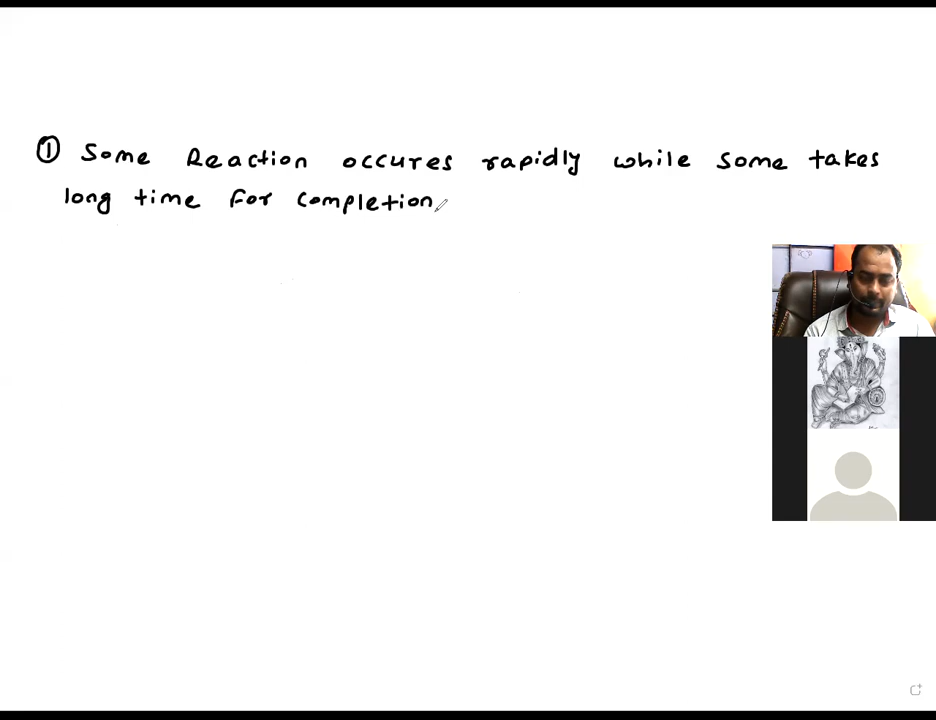 ① Some Reaction occures rapidly while some takes
long time for completion,